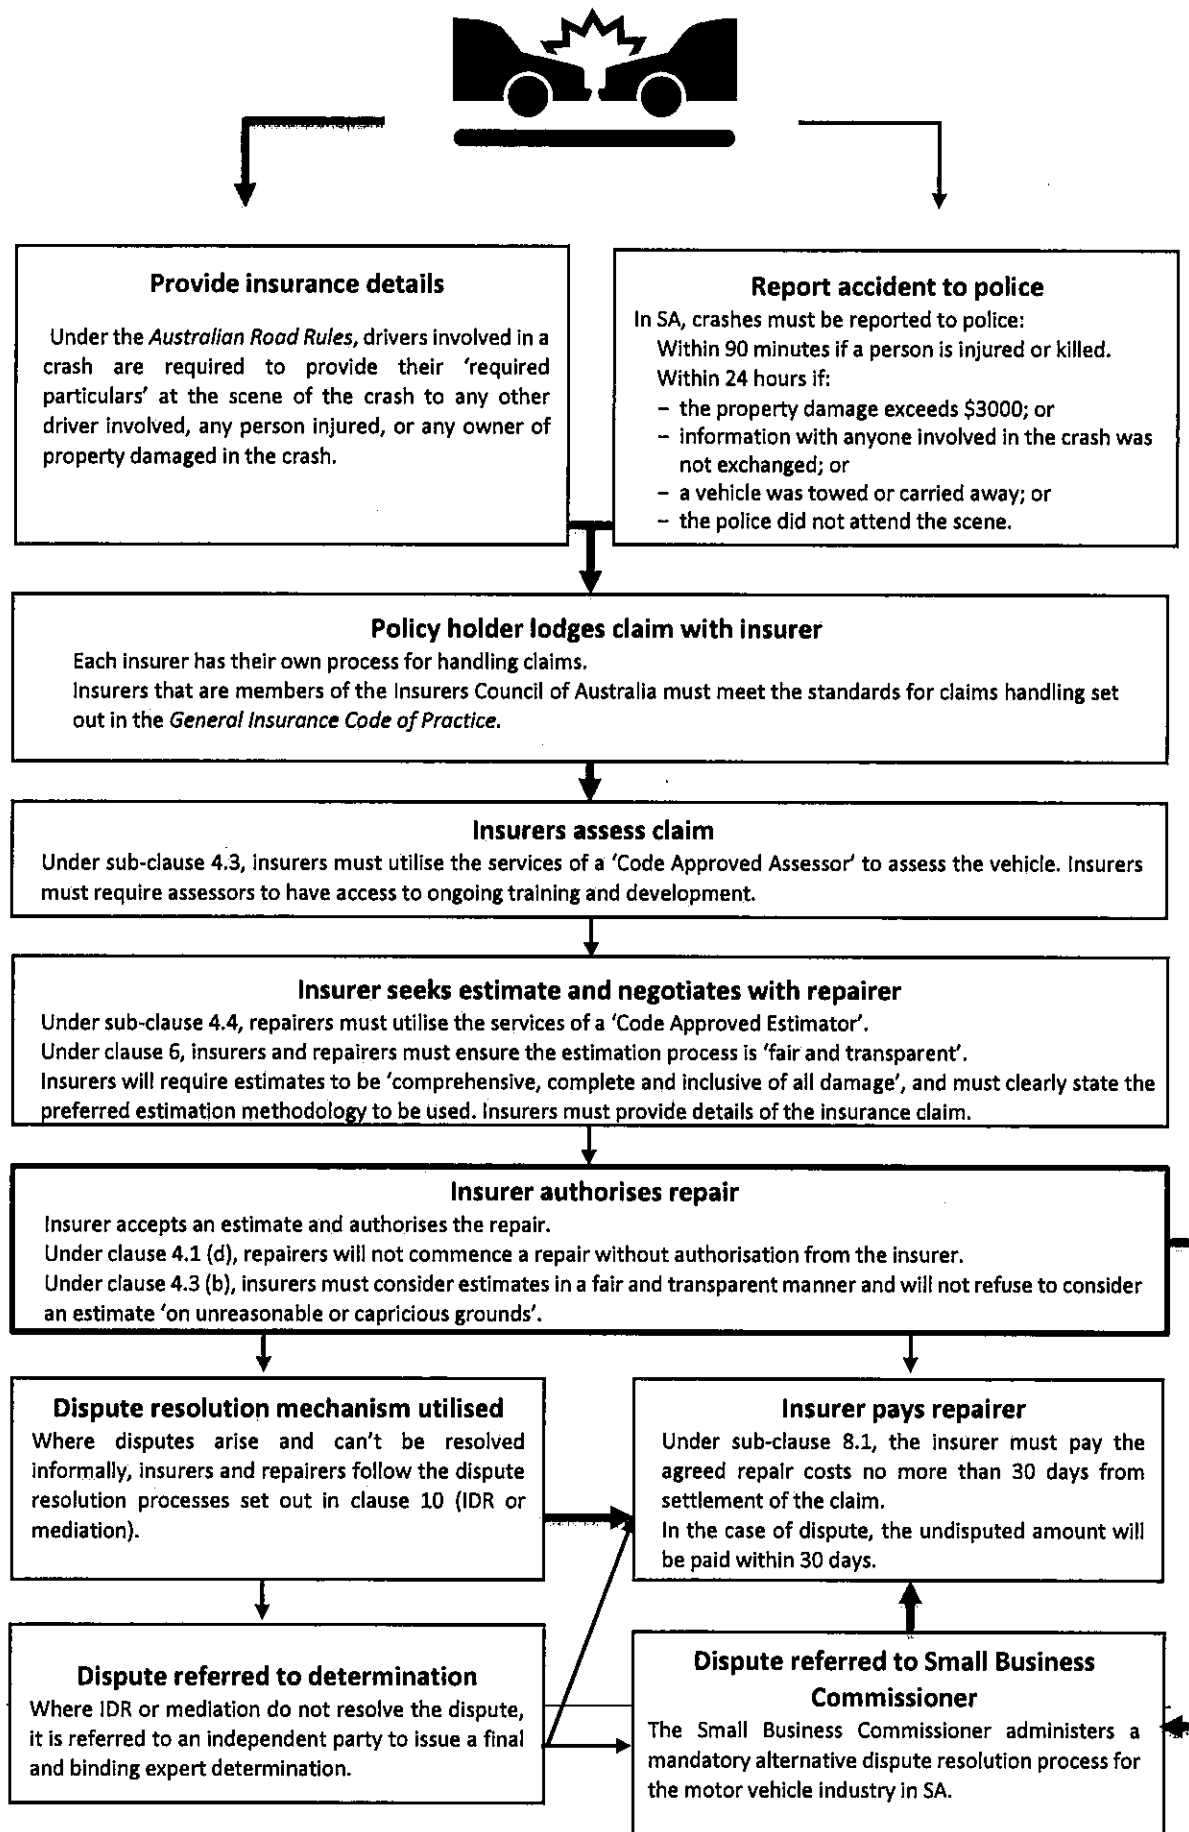 Provide insurance details
Under the Australian Road Rules, drivers involved in a
crash are required to provide their 'required
particulars' at the scene of the crash to any other
driver involved, any person injured, or any owner of
property damaged in the crash.
Report accident to police
In SA, crashes must be reported to police:
Within 90 minutes if a person is injured or killed.
Within 24 hours if:
– the property damage exceeds $3000; or
– information with anyone involved in the crash was
not exchanged; or
– a vehicle was towed or carried away; or
– the police did not attend the scene.
Policy holder lodges claim with insurer
Each insurer has their own process for handling claims.
Insurers that are members of the Insurers Council of Australia must meet the standards for claims handling set
out in the General Insurance Code of Practice.
Insurers assess claim
Under sub-clause 4.3, insurers must utilise the services of a 'Code Approved Assessor' to assess the vehicle. Insurers
must require assessors to have access to ongoing training and development.
Insurer seeks estimate and negotiates with repairer
Under sub-clause 4.4, repairers must utilise the services of a 'Code Approved Estimator'.
Under clause 6, insurers and repairers must ensure the estimation process is 'fair and transparent'.
Insurers will require estimates to be 'comprehensive, complete and inclusive of all damage', and must clearly state the
preferred estimation methodology to be used. Insurers must provide details of the insurance claim.
Insurer authorises repair
Insurer accepts an estimate and authorises the repair.
Under clause 4.1 (d), repairers will not commence a repair without authorisation from the insurer.
Under clause 4.3 (b), insurers must consider estimates in a fair and transparent manner and will not refuse to consider
an estimate 'on unreasonable or capricious grounds'.
Dispute resolution mechanism utilised
Where disputes arise and can't be resolved
informally, insurers and repairers follow the dispute
resolution processes set out in clause 10 (IDR or
mediation).
Insurer pays repairer
Under sub-clause 8.1, the insurer must pay the
agreed repair costs no more than 30 days from
settlement of the claim.
In the case of dispute, the undisputed amount will
be paid within 30 days.
Dispute referred to determination
Where IDR or mediation do not resolve the dispute,
it is referred to an independent party to issue a final
and binding expert determination.
Dispute referred to Small Business
Commissioner
The Small Business Commissioner administers a
mandatory alternative dispute resolution process for
the motor vehicle industry in SA.